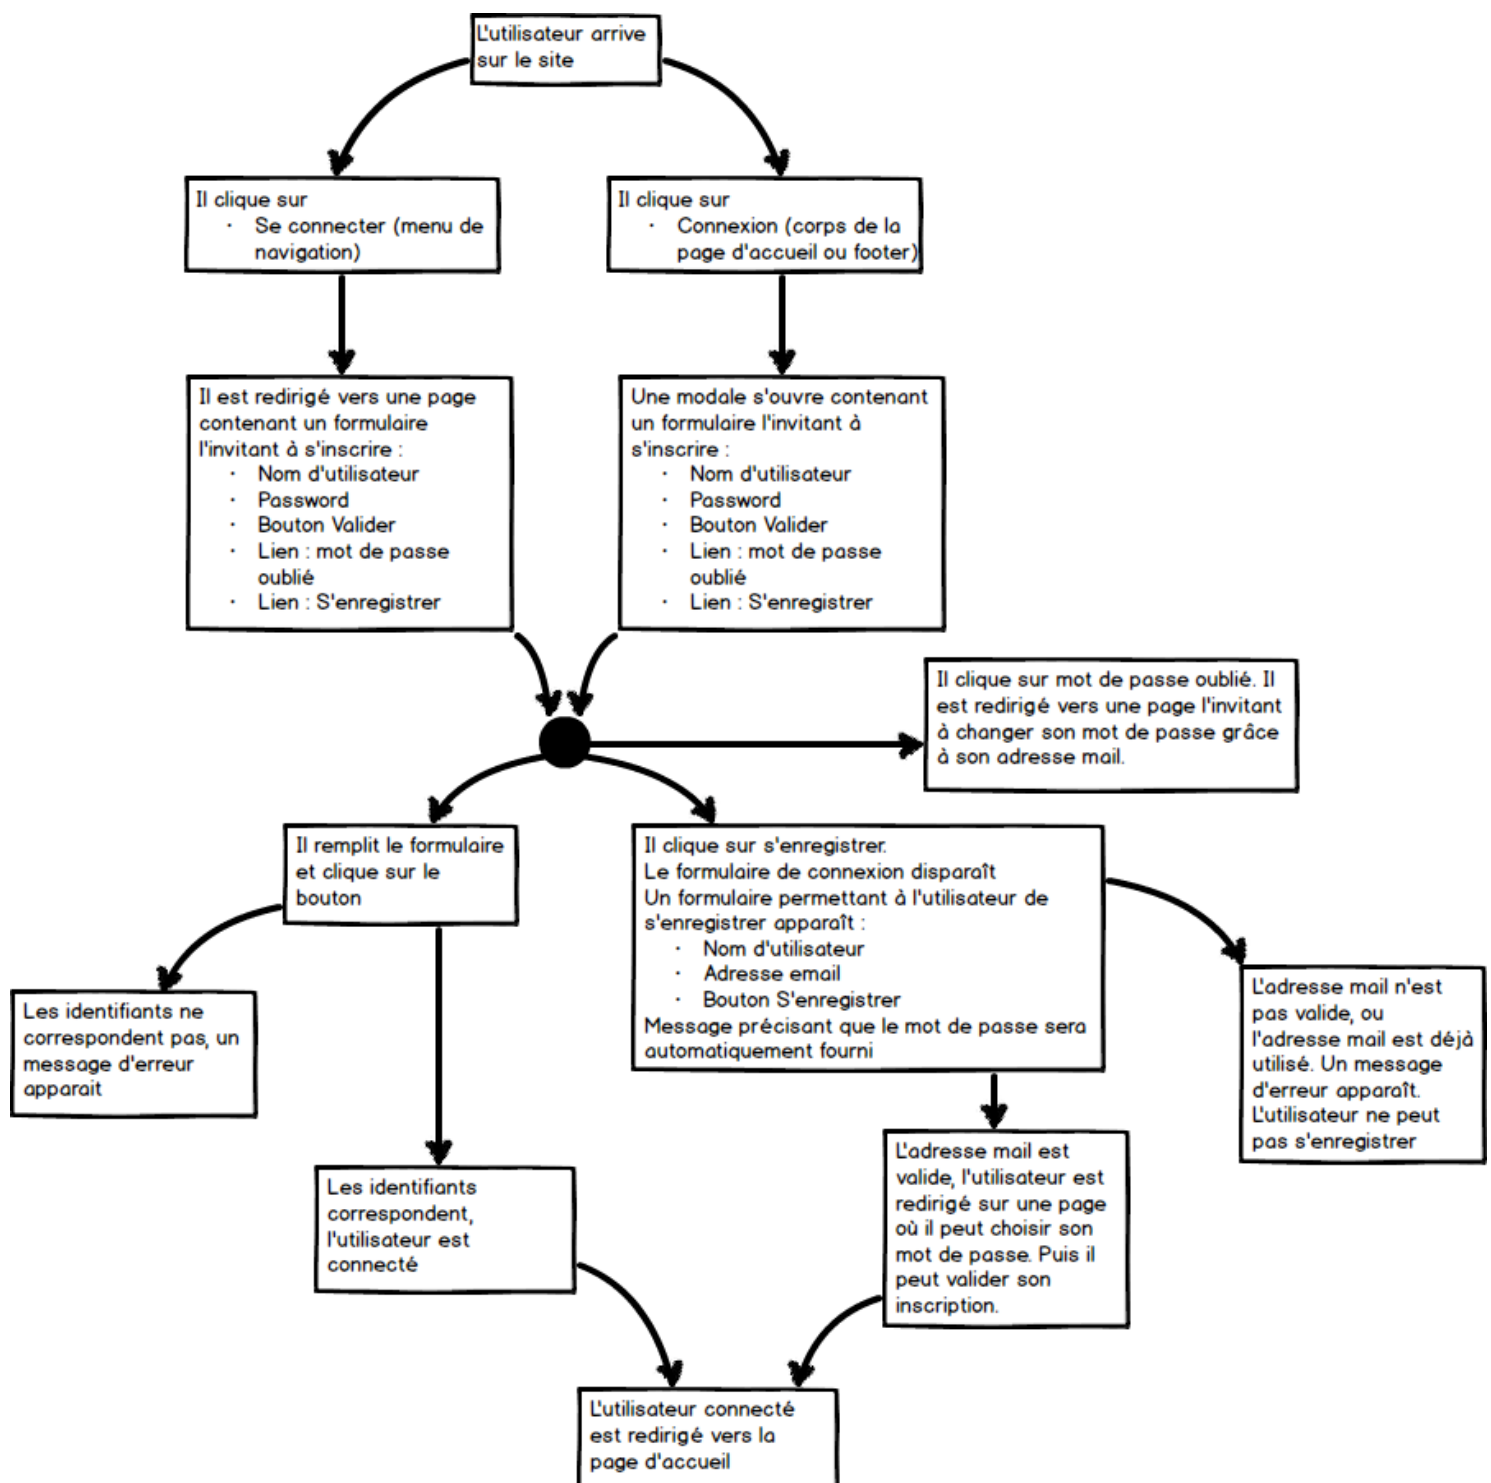 L'utilisateur arrive
sur le site
Il clique sur
· Se connecter (menu de
navigation)
Il clique sur
· Connexion (corps de la
page d'accueil ou footer)
Il est redirigé vers une page
contenant un formulaire
l'invitant à s'inscrire :
· Nom d'utilisateur
· Password
· Bouton Valider
· Lien : mot de passe
oublié
· Lien : S'enregistrer
Une modale s'ouvre contenant
un formulaire l'invitant à
s'inscrire :
· Nom d'utilisateur
· Password
· Bouton Valider
· Lien : mot de passe
oublié
· Lien : S'enregistrer
Il clique sur mot de passe oublié. Il
est redirigé vers une page l'invitant
à changer son mot de passe grâce
à son adresse mail.
Il remplit le formulaire
et clique sur le
bouton
Il clique sur s'enregistrer.
Le formulaire de connexion disparaît
Un formulaire permettant à l'utilisateur de
s'enregistrer apparaît :
· Nom d'utilisateur
· Adresse email
· Bouton S'enregistrer
Message précisant que le mot de passe sera
automatiquement fourni
Les identifiants ne
correspondent pas, un
message d'erreur
apparait
L'adresse mail n'est
pas valide, ou
l'adresse mail est déjà
utilisé. Un message
d'erreur apparaît.
L'utilisateur ne peut
pas s'enregistrer
Les identifiants
correspondent,
l'utilisateur est
connecté
L'adresse mail est
valide, l'utilisateur est
redirigé sur une page
où il peut choisir son
mot de passe. Puis il
peut valider son
inscription.
L'utilisateur connecté
est redirigé vers la
page d'accueil